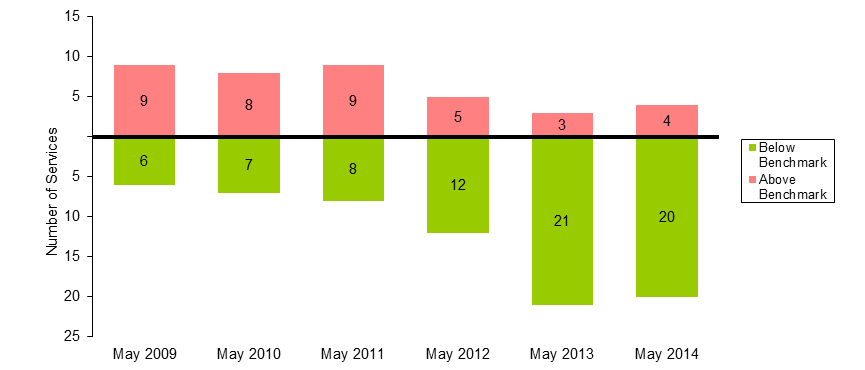 15
10
5
5
10
15
20
25
Number of Services
9
8
9
5
3
4
6
7
8
12
21
20
May 2009
May 2010
May 2011
May 2012
May 2013
May 2014
Below
Benchmark
Above
Benchmark